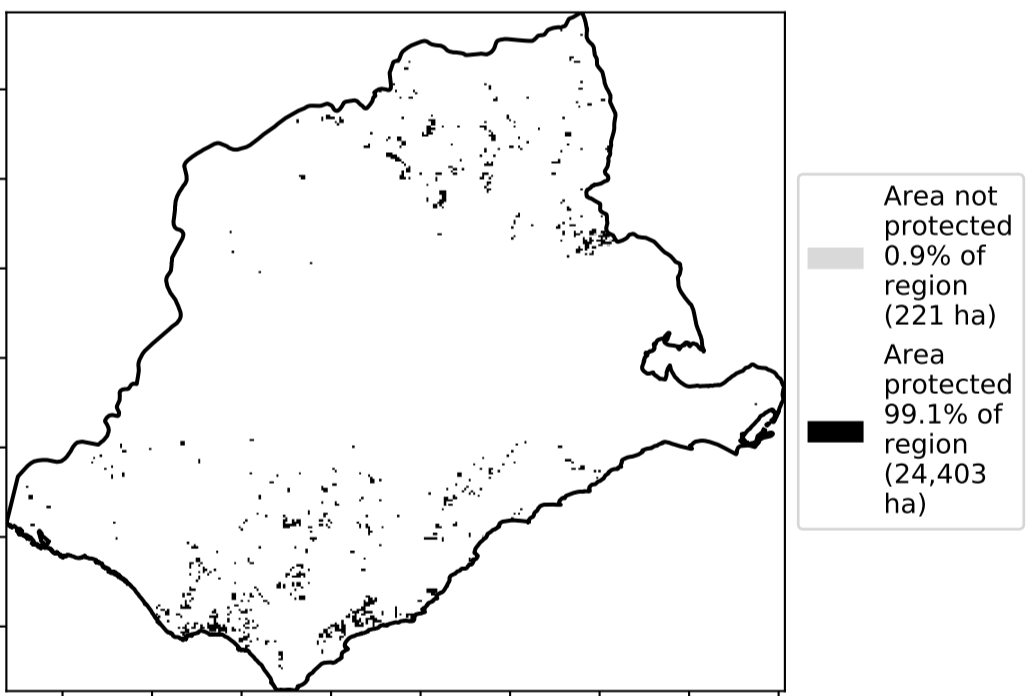 Area not
protected
0.9% of
region
(221 ha)
Area
protected
99.1% of
region
(24,403
ha)